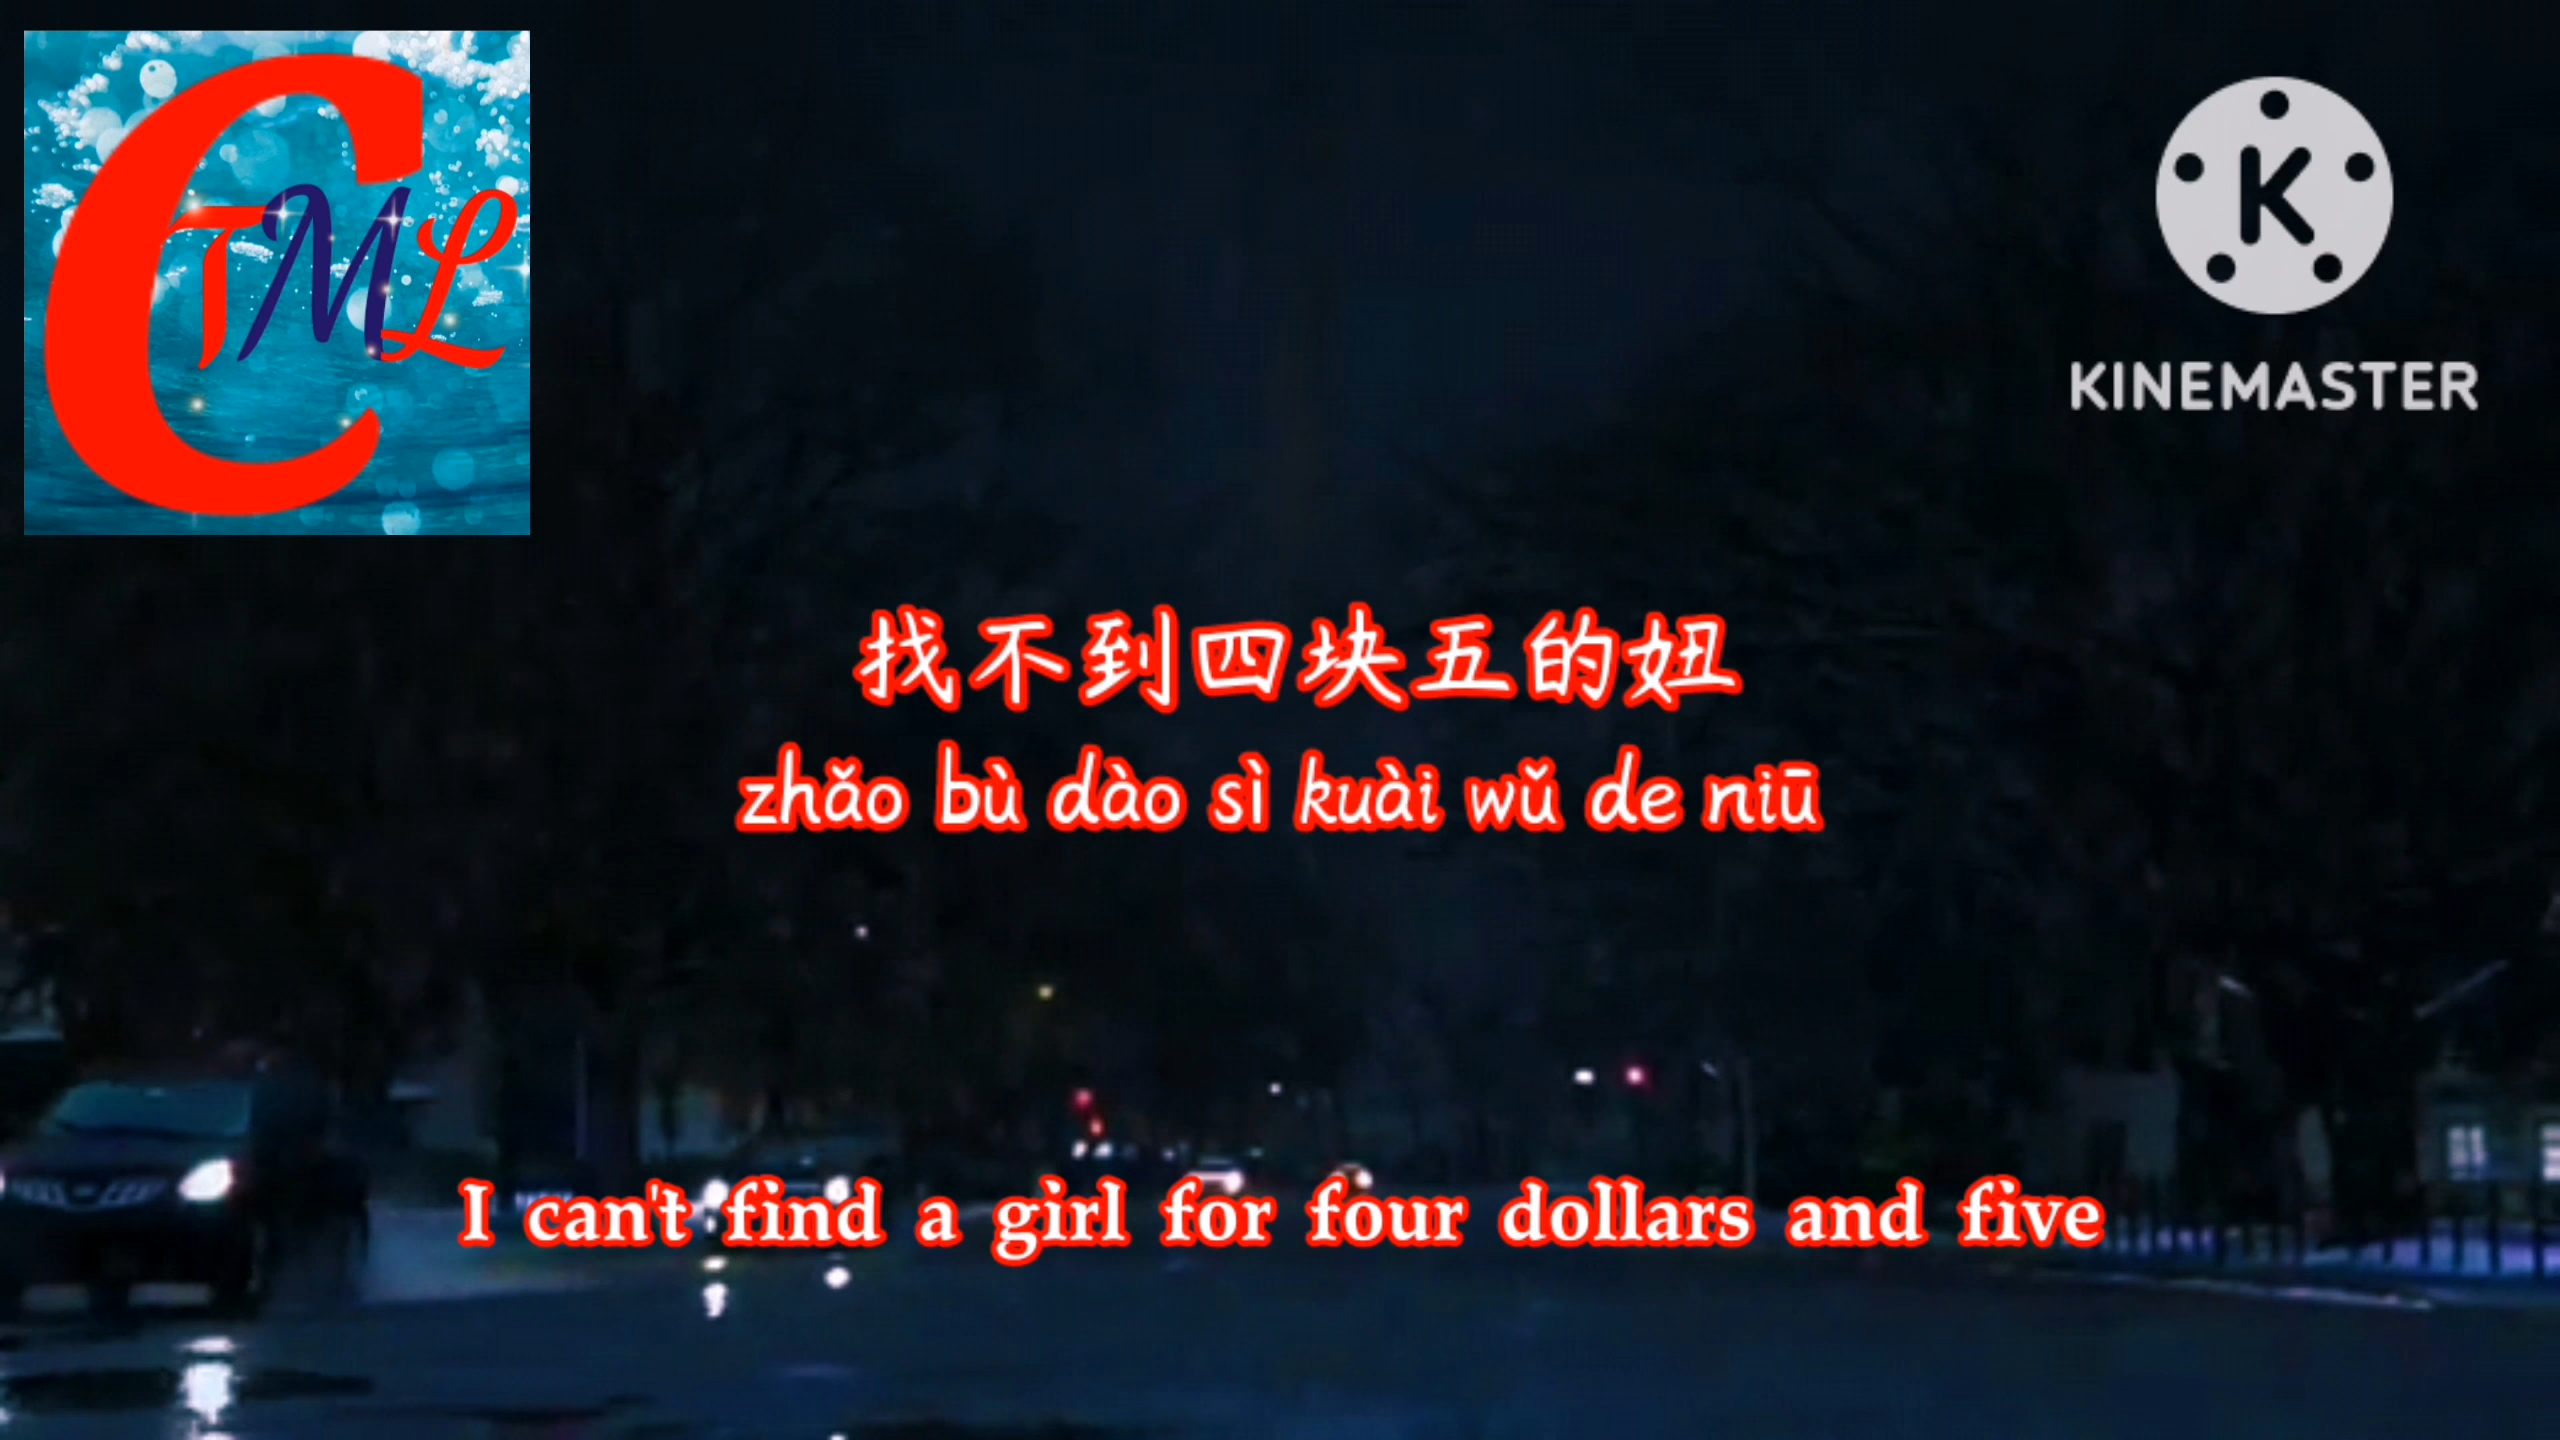 CTML
K
KINEMASTER
找不到四块五的妞
zhǎo bù dào sì kuài wǔ de niū
I can't find a girl for four dollars and five